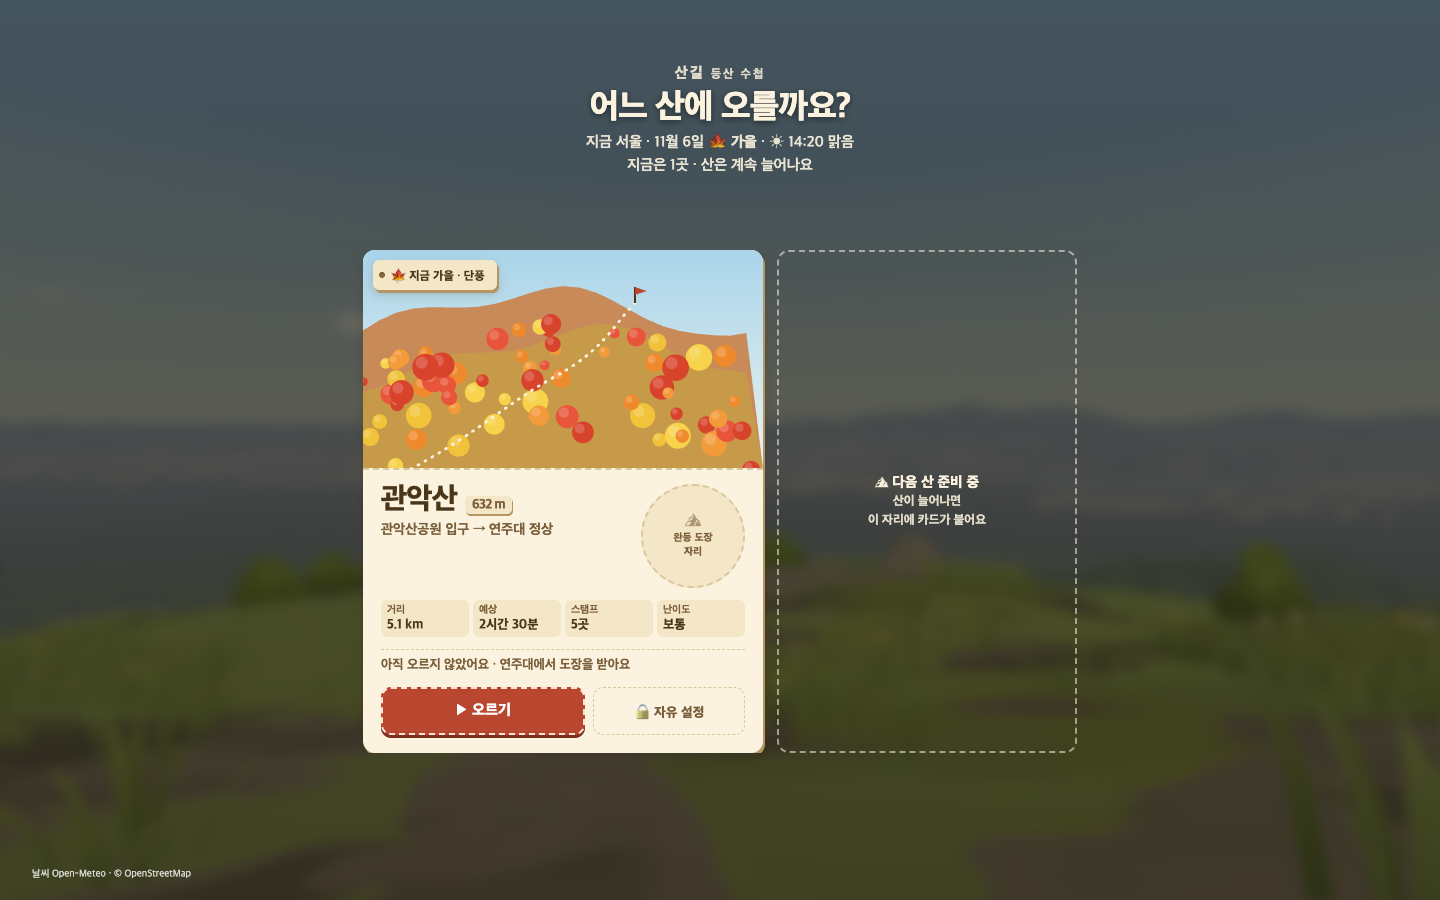 산길 등산 수첩
어느 산에 오를까요?
지금 서울 · 11월 6일 🍁 가을 · ☀ 14:20 맑음
지금은 1곳 · 산은 계속 늘어나요
🍁 지금 가을 · 단풍
관악산 632 m
관악산공원 입구 → 연주대 정상
완등 도장
자리
거리
5.1 km
예상
2시간 30분
스탬프
5곳
난이도
보통
아직 오르지 않았어요 · 연주대에서 도장을 받아요
▶ 오르기
🔒 자유 설정
⛰ 다음 산 준비 중
산이 늘어나면
이 자리에 카드가 붙어요
날씨 Open-Meteo · © OpenStreetMap